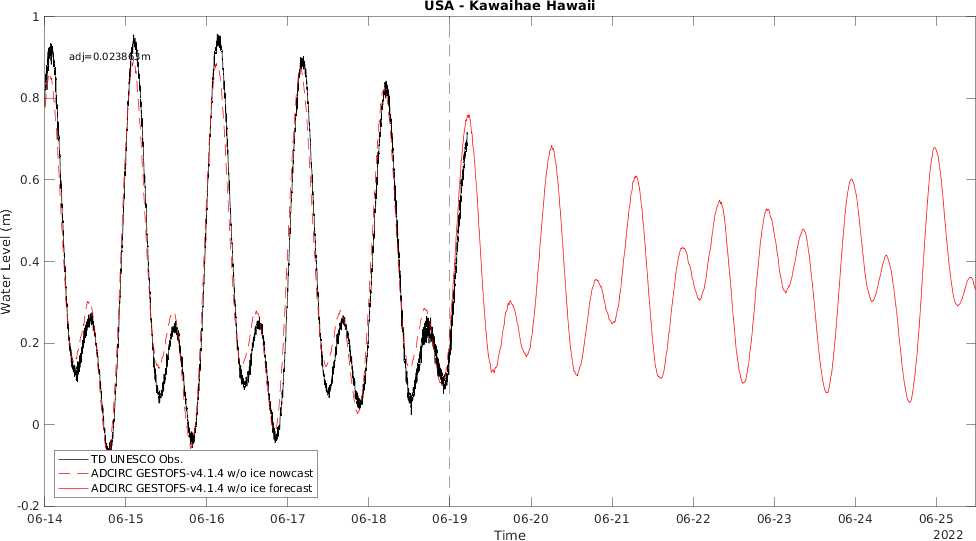 USA - Kawaihae Hawaii
adj=0.023863m
Water Level (m)
1
0.8
0.6
0.4
0.2
0
-0.2
TD UNESCO Obs.
ADCIRC GESTOFS-v4.1.4 w/o ice nowcast
ADCIRC GESTOFS-v4.1.4 w/o ice forecast
06-14 06-15 06-16 06-17 06-18 06-19 06-20 06-21 06-22 06-23 06-24 06-25
Time
2022